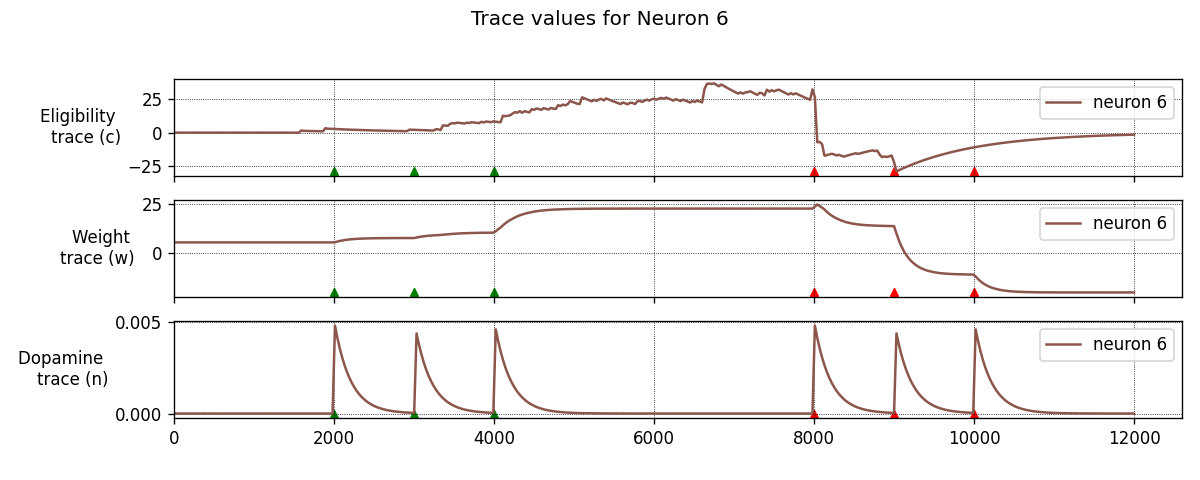 Trace values for Neuron 6
Eligibility
trace (c)
25
0
−25
neuron 6
Weight
trace (w)
25
0
neuron 6
Dopamine
trace (n)
0.005
0.000
neuron 6
0 2000 4000 6000 8000 10000 12000